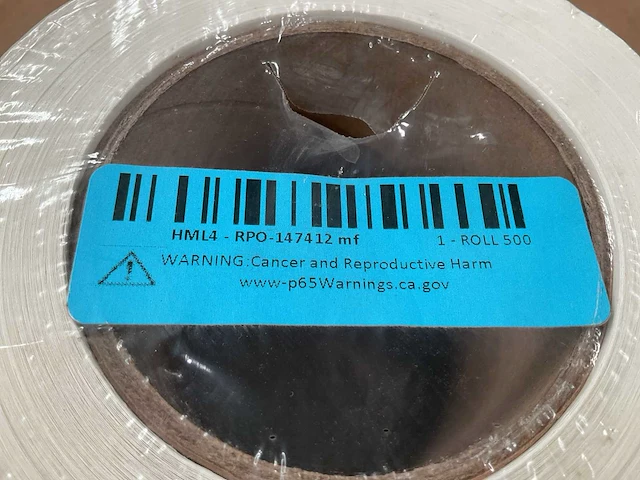 HML4 - RPO-147412 mf 1 - ROLL 500
WARNING:Cancer and Reproductive Harm
www-p65Warnings.ca.gov